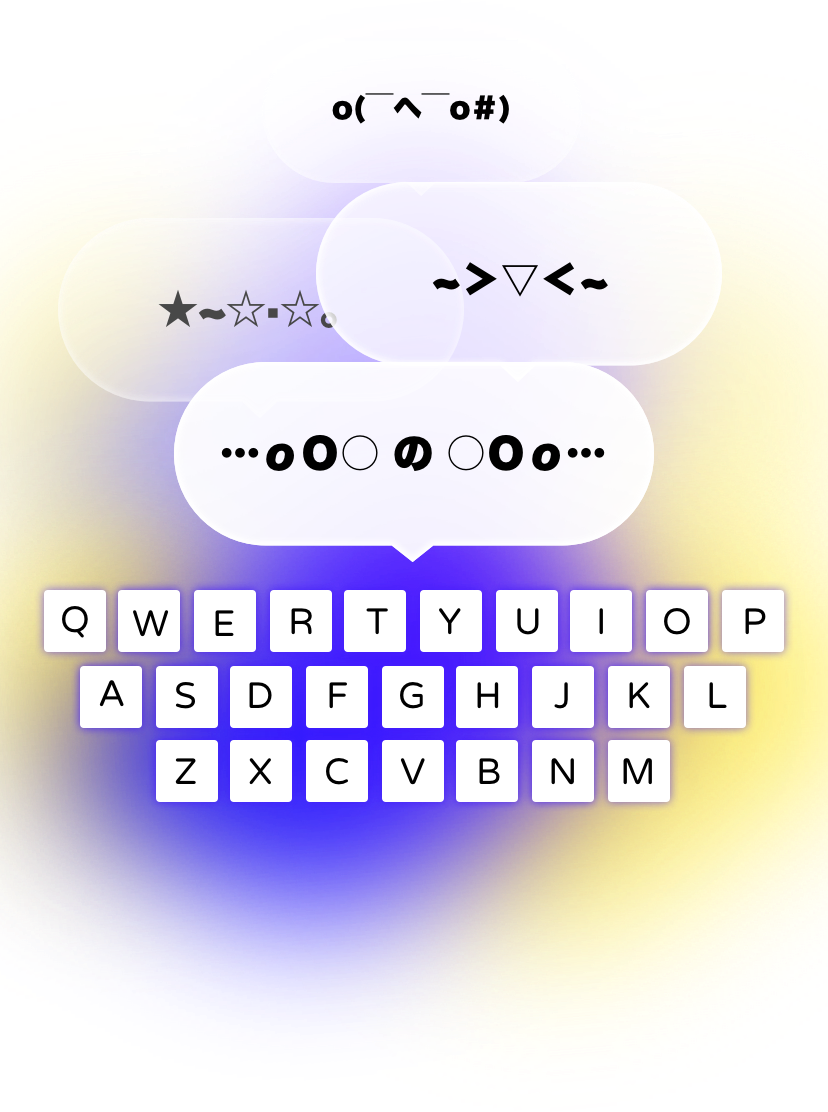 o(￣ヘ￣o#)
~>▽<~
★~☆·☆。
…oO○ の ○Oo…
Q W E R T Y U I O P
A S D F G H J K L
Z X C V B N M